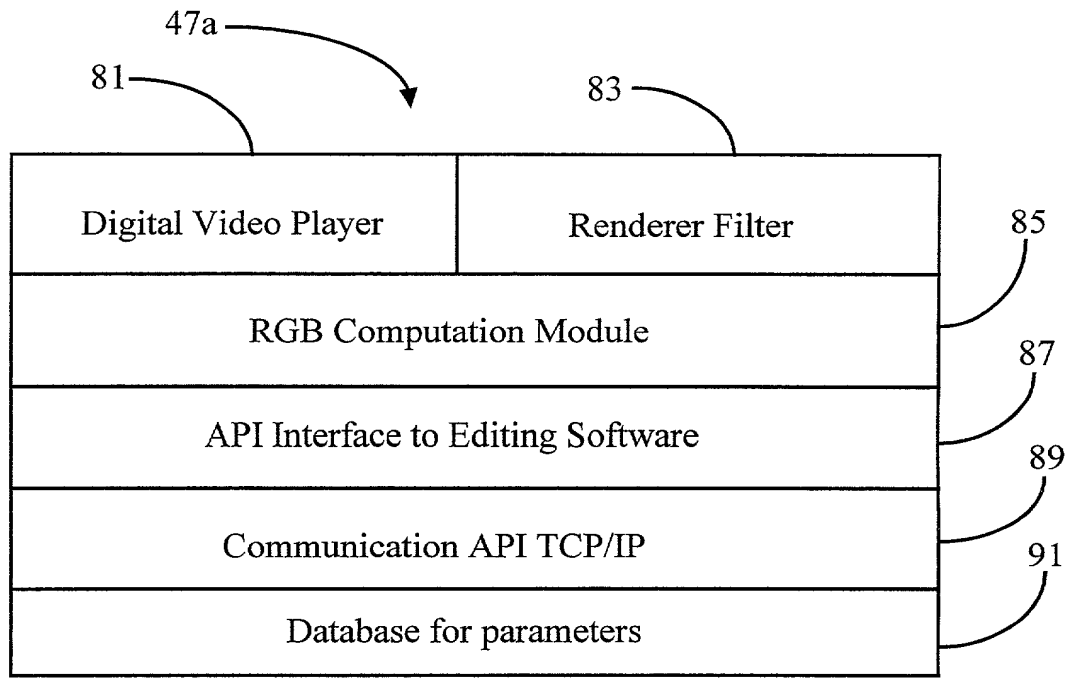 47a
81
83
Digital Video Player
Renderer Filter
85
RGB Computation Module
87
API Interface to Editing Software
89
Communication API TCP/IP
91
Database for parameters